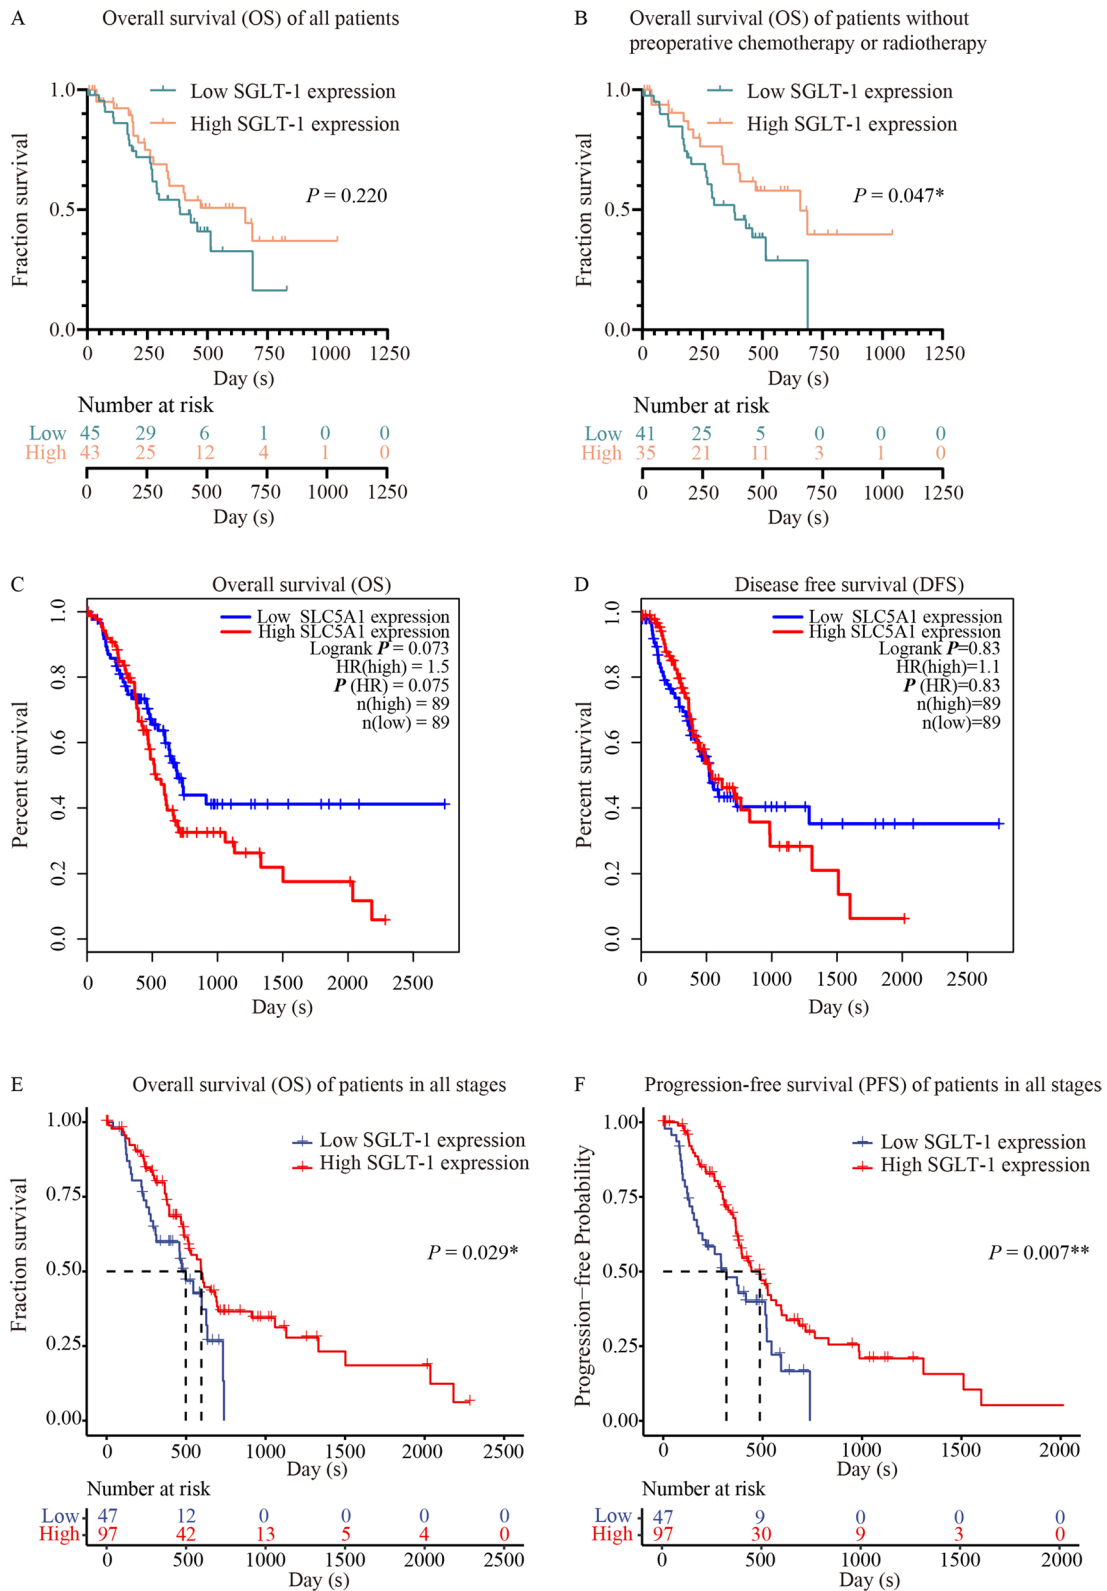 A
Overall survival (OS) of all patients
1.0
0.5
0.0
Fraction survival
Low SGLT-1 expression
High SGLT-1 expression
P = 0.220
0 250 500 750 1000 1250
Day (s)
Number at risk
Low 45 29 6 1 0 0
High 43 25 12 4 1 0
0 250 500 750 1000 1250
Day (s)
B
Overall survival (OS) of patients without
preoperative chemotherapy or radiotherapy
1.0
0.5
0.0
Fraction survival
Low SGLT-1 expression
High SGLT-1 expression
P = 0.047*
0 250 500 750 1000 1250
Day (s)
Number at risk
Low 41 25 5 0 0 0
High 35 21 11 3 1 0
0 250 500 750 1000 1250
Day (s)
C
Overall survival (OS)
1.0
0.8
0.6
0.4
0.2
0.0
Percent survival
Low SLC5A1 expression
High SLC5A1 expression
Logrank P = 0.073
HR(high) = 1.5
P (HR) = 0.075
n(high) = 89
n(low) = 89
0 500 1000 1500 2000 2500
Day (s)
D
Disease free survival (DFS)
1.0
0.8
0.6
0.4
0.2
0.0
Percent survival
Low SLC5A1 expression
High SLC5A1 expression
Logrank P=0.83
HR(high)=1.1
P (HR)=0.83
n(high)=89
n(low)=89
0 500 1000 1500 2000 2500
Day (s)
E
Overall survival (OS) of patients in all stages
1.00
0.75
0.50
0.25
0.00
Fraction survival
Low SGLT-1 expression
High SGLT-1 expression
P = 0.029*
0 500 1000 1500 2000 2500
Day (s)
Number at risk
Low 47 12 0 0 0 0
High 97 42 13 5 4 0
0 500 1000 1500 2000 2500
Day (s)
F
Progression-free survival (PFS) of patients in all stages
1.00
0.75
0.50
0.25
0.00
Progression−free Probability
Low SGLT-1 expression
High SGLT-1 expression
P = 0.007**
0 500 1000 1500 2000
Day (s)
Number at risk
Low 47 9 0 0 0
High 97 30 9 3 0
0 500 1000 1500 2000
Day (s)